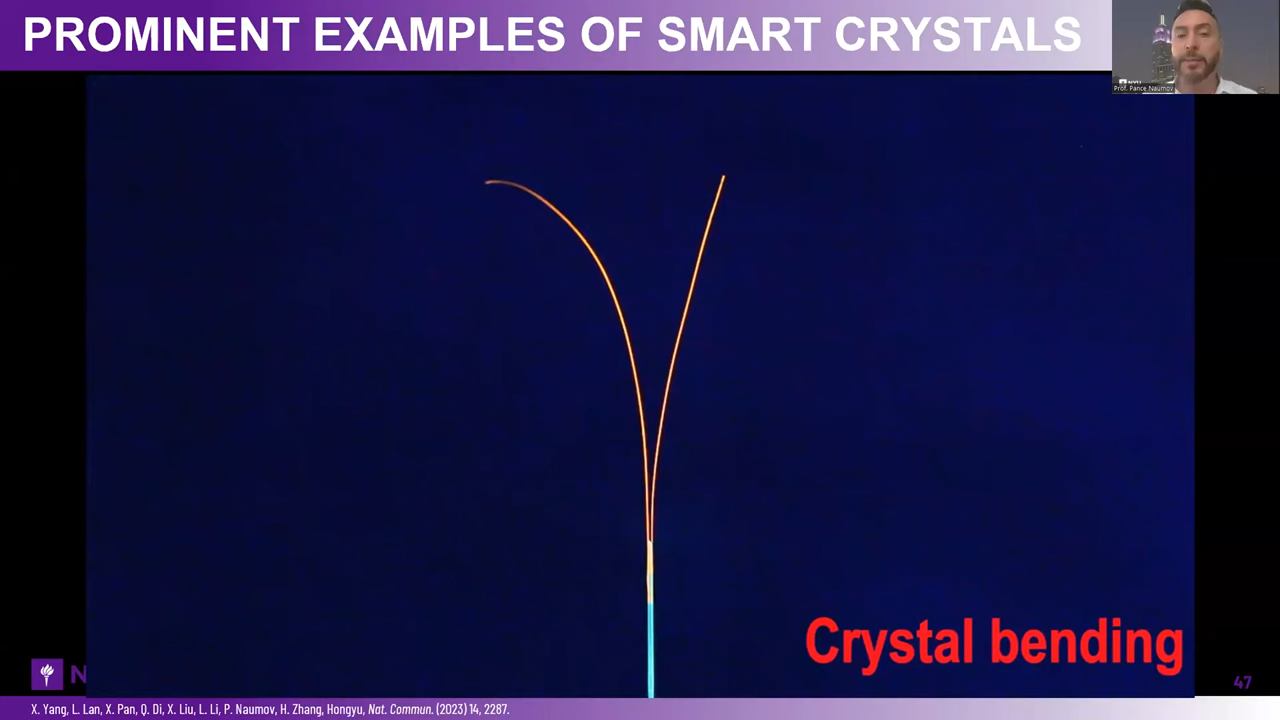 PROMINENT EXAMPLES OF SMART CRYSTALS
Prof. Pance Naumov
Crystal bending
N
47
X. Yang, L. Lan, X. Pan, Q. Di, X. Liu, L. Li, P. Naumov, H. Zhang, Hongyu, Nat. Commun. (2023) 14, 2287.